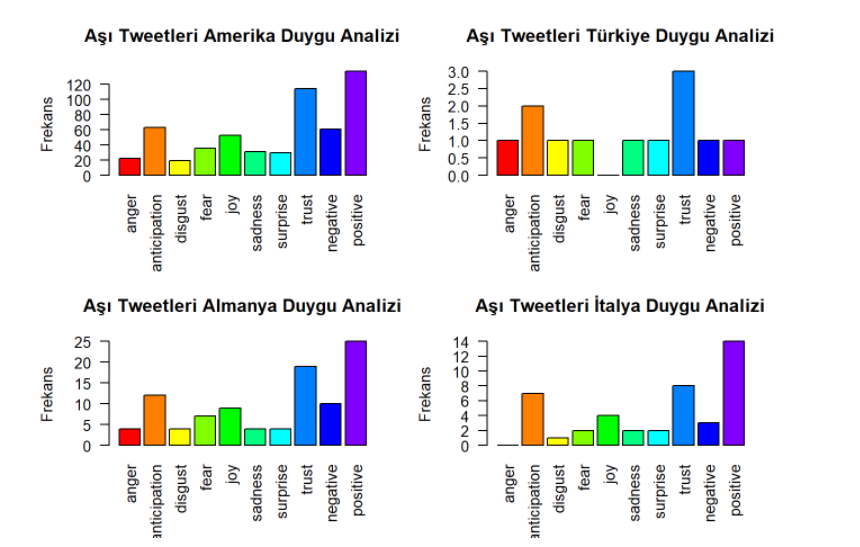 Aşı Tweetleri Amerika Duygu Analizi
Frekans
120
100
80
60
40
20
0
anger
anticipation
disgust
fear
joy
sadness
surprise
trust
negative
positive
Aşı Tweetleri Türkiye Duygu Analizi
Frekans
3.0
2.5
2.0
1.5
1.0
0.5
0.0
anger
anticipation
disgust
fear
joy
sadness
surprise
trust
negative
positive
Aşı Tweetleri Almanya Duygu Analizi
Frekans
25
20
15
10
5
0
anger
anticipation
disgust
fear
joy
sadness
surprise
trust
negative
positive
Aşı Tweetleri İtalya Duygu Analizi
Frekans
14
12
10
8
6
4
2
0
anger
anticipation
disgust
fear
joy
sadness
surprise
trust
negative
positive